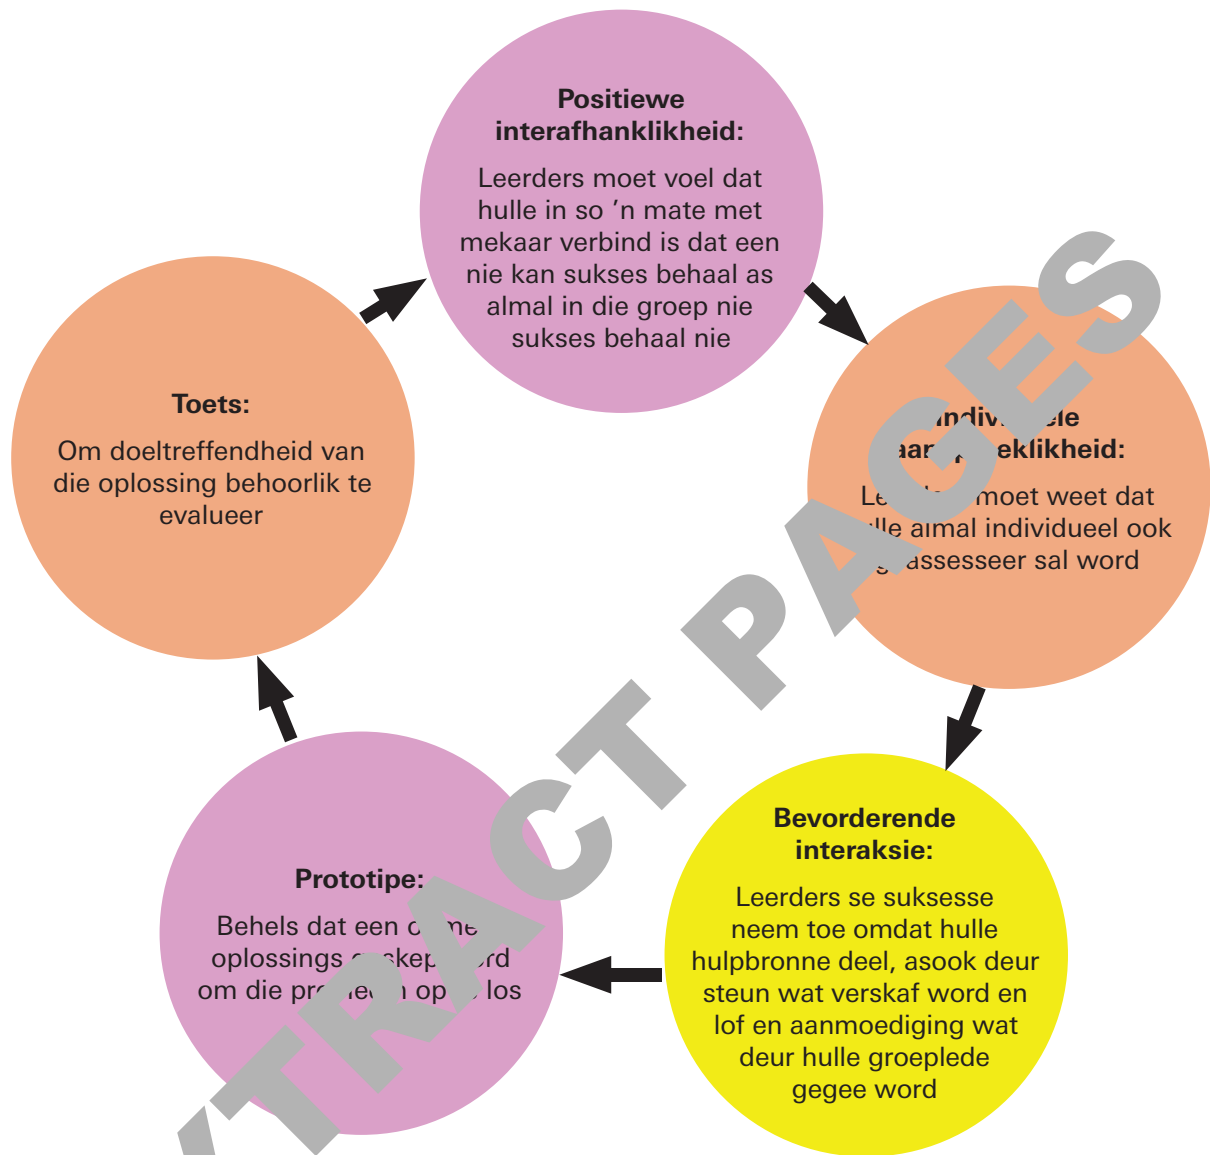 Positiewe
interafhanklikheid:
Leerders moet voel dat
hulle in so ’n mate met
mekaar verbind is dat een
nie kan sukses behaal as
almal in die groep nie
sukses behaal nie
moet weet dat
almal individueel ook
sal word
Bevorderende
interaksie:
Leerders se suksesse
neem toe omdat hulle
hulpbronne deel, asook deur
steun wat verskaf word en
lof en aanmoediging wat
deur hulle groeplede
gegee word
Prototipe:
Behels dat een
oplossings
om die los
Toets:
Om doeltreffendheid van
die oplossing behoorlik te
evalueer
PAGES